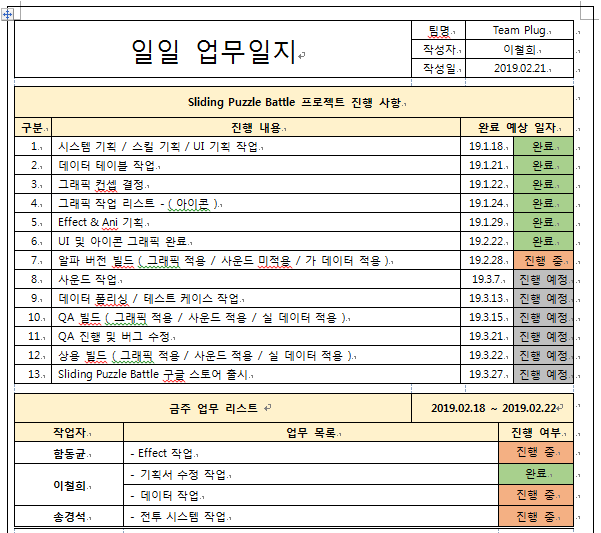 일일 업무일지
팀명 Team Plug
작성자 이철희
작성일 2019.02.21
Sliding Puzzle Battle 프로젝트 진행 사항
구분 진행 내용 완료 예상 일자
1. 시스템 기획 / 스킬 기획 / UI 기획 작업 19.1.18. 완료
2. 데이터 테이블 작업 19.1.21. 완료
3. 그래픽 컨셉 결정 19.1.22. 완료
4. 그래픽 작업 리스트 - ( 아이콘 ) 19.1.24. 완료
5. Effect & Ani 기획 19.1.29. 완료
6. UI 및 아이콘 그래픽 완료 19.2.22. 완료
7. 알파 버전 빌드 ( 그래픽 적용 / 사운드 미적용 / 가 데이터 적용 ) 19.2.28. 진행 중
8. 사운드 작업 19.3.7. 진행 예정
9. 데이터 폴리싱 / 테스트 케이스 작업 19.3.13. 진행 예정
10. QA 빌드 ( 그래픽 적용 / 사운드 적용 / 실 데이터 적용 ) 19.3.15. 진행 예정
11. QA 진행 및 버그 수정 19.3.21. 진행 예정
12. 상용 빌드 ( 그래픽 적용 / 사운드 적용 / 실 데이터 적용 ) 19.3.22. 진행 예정
13. Sliding Puzzle Battle 구글 스토어 출시 19.3.27. 진행 예정
금주 업무 리스트 2019.02.18 ~ 2019.02.22
작업자 업무 목록 진행 여부
함동균 - Effect 작업 진행 중
이철희 - 기획서 수정 작업 완료
- 데이터 작업 진행 중
송경석 - 전투 시스템 작업 진행 중